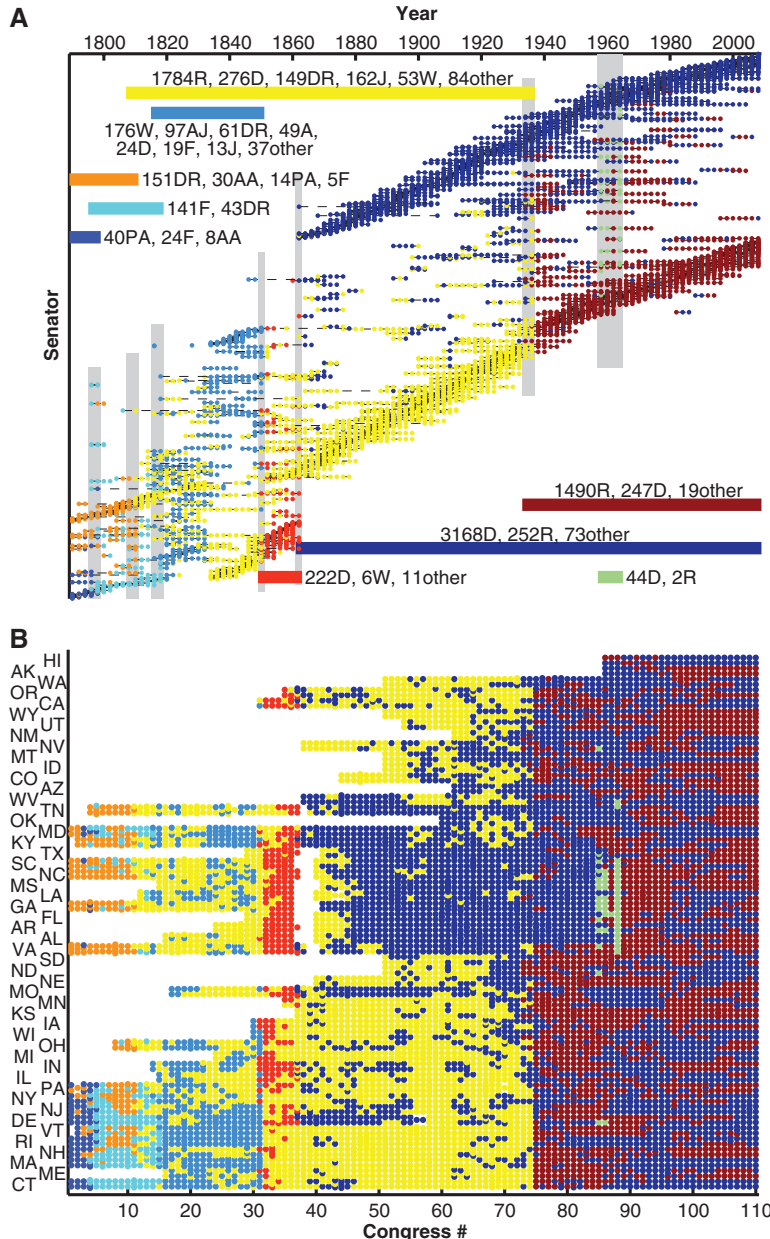 A
Year
1800 1820 1840 1860 1880 1900 1920 1940 1960 1980 2000
1784R, 276D, 149DR, 162J, 53W, 84other
176W, 97AJ, 61DR, 49A,
24D, 19F, 13J, 37other
151DR, 30AA, 14PA, 5F
141F, 43DR
40PA, 24F, 8AA
Senator
1490R, 247D, 19other
3168D, 252R, 73other
222D, 6W, 11other
44D, 2R
B
HI
AK
WA
OR
CA
WY
UT
NM
NV
MT
ID
CO
AZ
WV
TN
OK
MD
KY
TX
SC
NC
MS
LA
GA
FL
AR
AL
VA
SD
ND
NE
MO
MN
KS
IA
WI
OH
MI
IN
IL
PA
NY
NJ
DE
VT
RI
NH
MA
ME
CT
10 20 30 40 50 60 70 80 90 100 110
Congress #